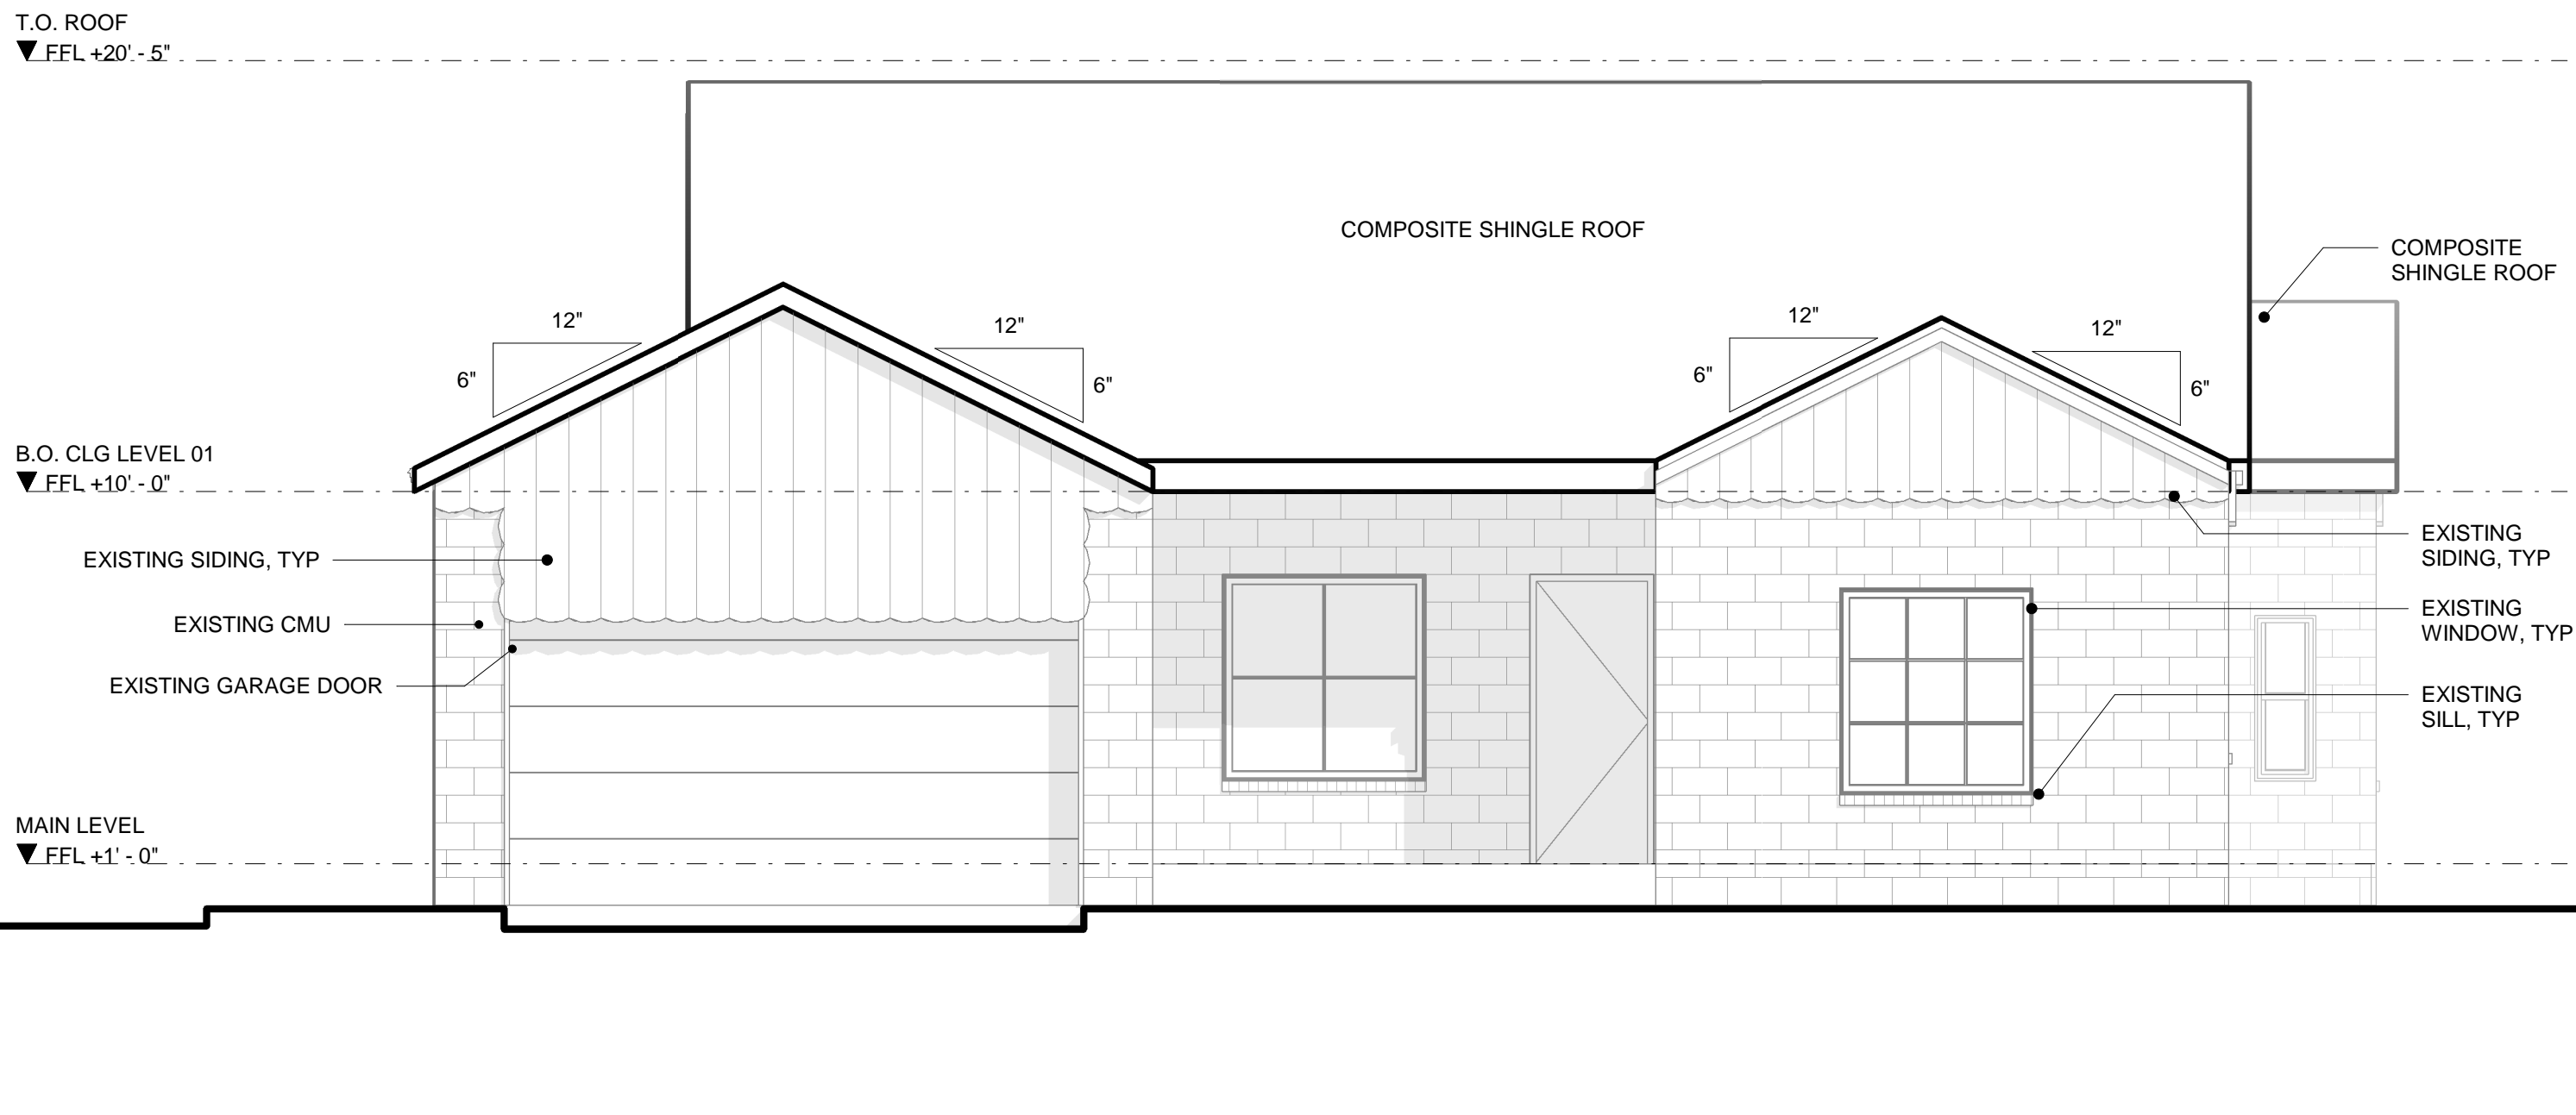 T.O. ROOF
FFL +20' - 5"
COMPOSITE SHINGLE ROOF
COMPOSITE
SHINGLE ROOF
12"
6"
12"
6"
12"
6"
12"
6"
B.O. CLG LEVEL 01
FFL +10' - 0"
EXISTING SIDING, TYP
EXISTING CMU
EXISTING GARAGE DOOR
EXISTING
SIDING, TYP
EXISTING
WINDOW, TYP
EXISTING
SILL, TYP
MAIN LEVEL
FFL +1' - 0"